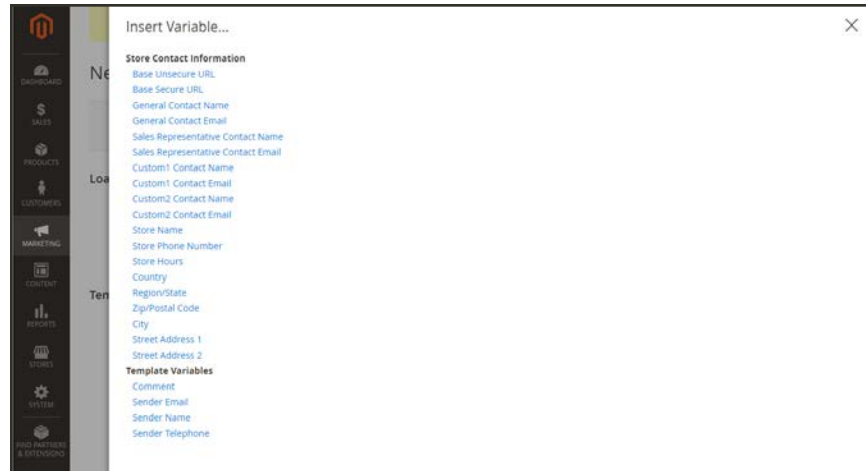 Insert Variable...
Store Contact Information
Base Unsecure URL
Base Secure URL
General Contact Name
General Contact Email
Sales Representative Contact Name
Sales Representative Contact Email
Custom1 Contact Name
Custom1 Contact Email
Custom2 Contact Name
Custom2 Contact Email
Store Name
Store Phone Number
Store Hours
Country
Region/State
Zip/Postal Code
City
Street Address 1
Street Address 2
Template Variables
Comment
Sender Email
Sender Name
Sender Telephone
DASHBOARD
SALES
PRODUCTS
CUSTOMERS
MARKETING
CONTENT
REPORTS
STORES
SYSTEM
FIND PARTNERS
& EXTENSIONS
Ne
Loa
Tem